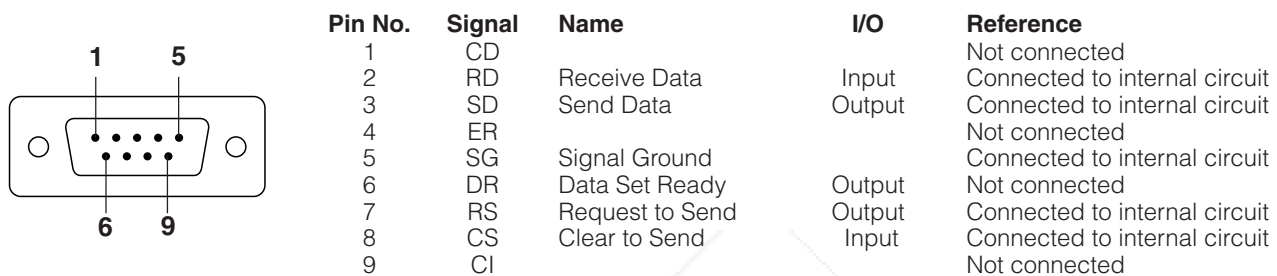 1 5
6 9
Pin No. Signal Name I/O Reference
1 CD Not connected
2 RD Receive Data Input Connected to internal circuit
3 SD Send Data Output Connected to internal circuit
4 ER Not connected
5 SG Signal Ground Connected to internal circuit
6 DR Data Set Ready Output Not connected
7 RS Request to Send Output Connected to internal circuit
8 CS Clear to Send Input Connected to internal circuit
9 CI Not connected